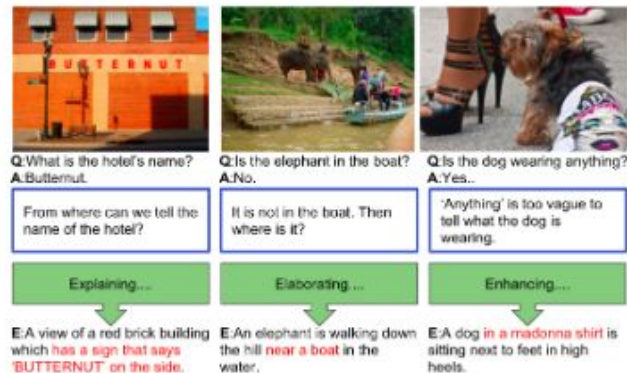 BUTTERNUT
Q:What is the hotel's name?
A:Butternut.
From where can we tell the
name of the hotel?
Explaining....
E:A view of a red brick building
which has a sign that says
'BUTTERNUT' on the side.
Q:Is the elephant in the boat?
A:No.
It is not in the boat. Then
where is it?
Elaborating....
E:An elephant is walking down
the hill near a boat in the
water.
Q:Is the dog wearing anything?
A:Yes..
'Anything' is too vague to
tell what the dog is
wearing.
Enhancing....
E:A dog in a madonna shirt is
sitting next to feet in high
heels.